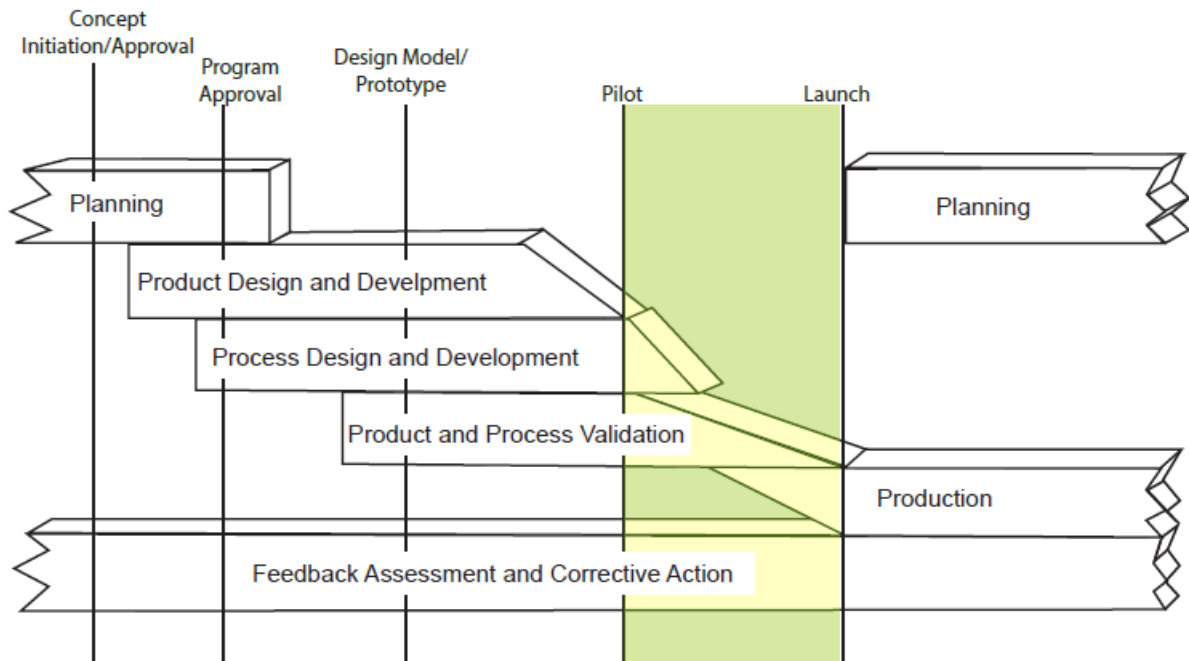 Concept
Initiation/Approval
Program
Approval
Design Model/
Prototype
Pilot
Launch
Planning
Planning
Product Design and Develpment
Process Design and Development
Product and Process Validation
Production
Feedback Assessment and Corrective Action